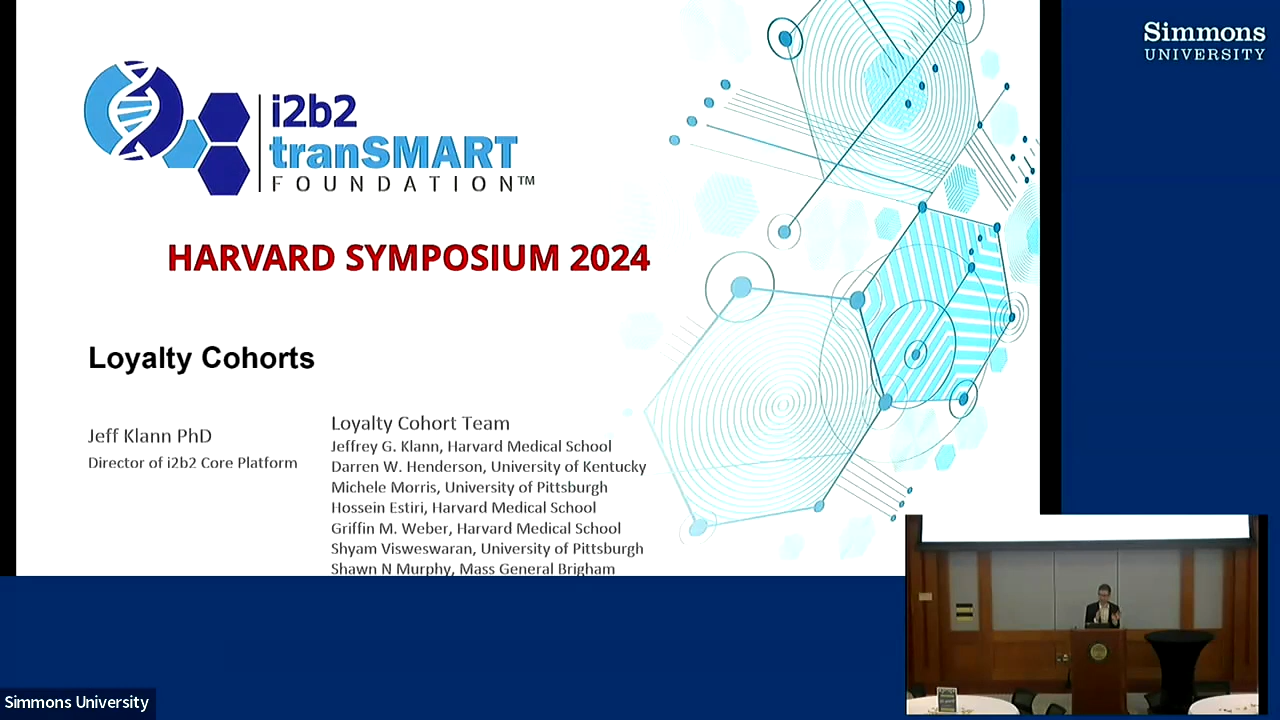 Simmons
UNIVERSITY
i2b2
tranSMART
FOUNDATION™
HARVARD SYMPOSIUM 2024
Loyalty Cohorts
Jeff Klann PhD
Director of i2b2 Core Platform
Loyalty Cohort Team
Jeffrey G. Klann, Harvard Medical School
Darren W. Henderson, University of Kentucky
Michele Morris, University of Pittsburgh
Hossein Estiri, Harvard Medical School
Griffin M. Weber, Harvard Medical School
Shyam Visweswaran, University of Pittsburgh
Shawn N Murphy, Mass General Brigham
Simmons University